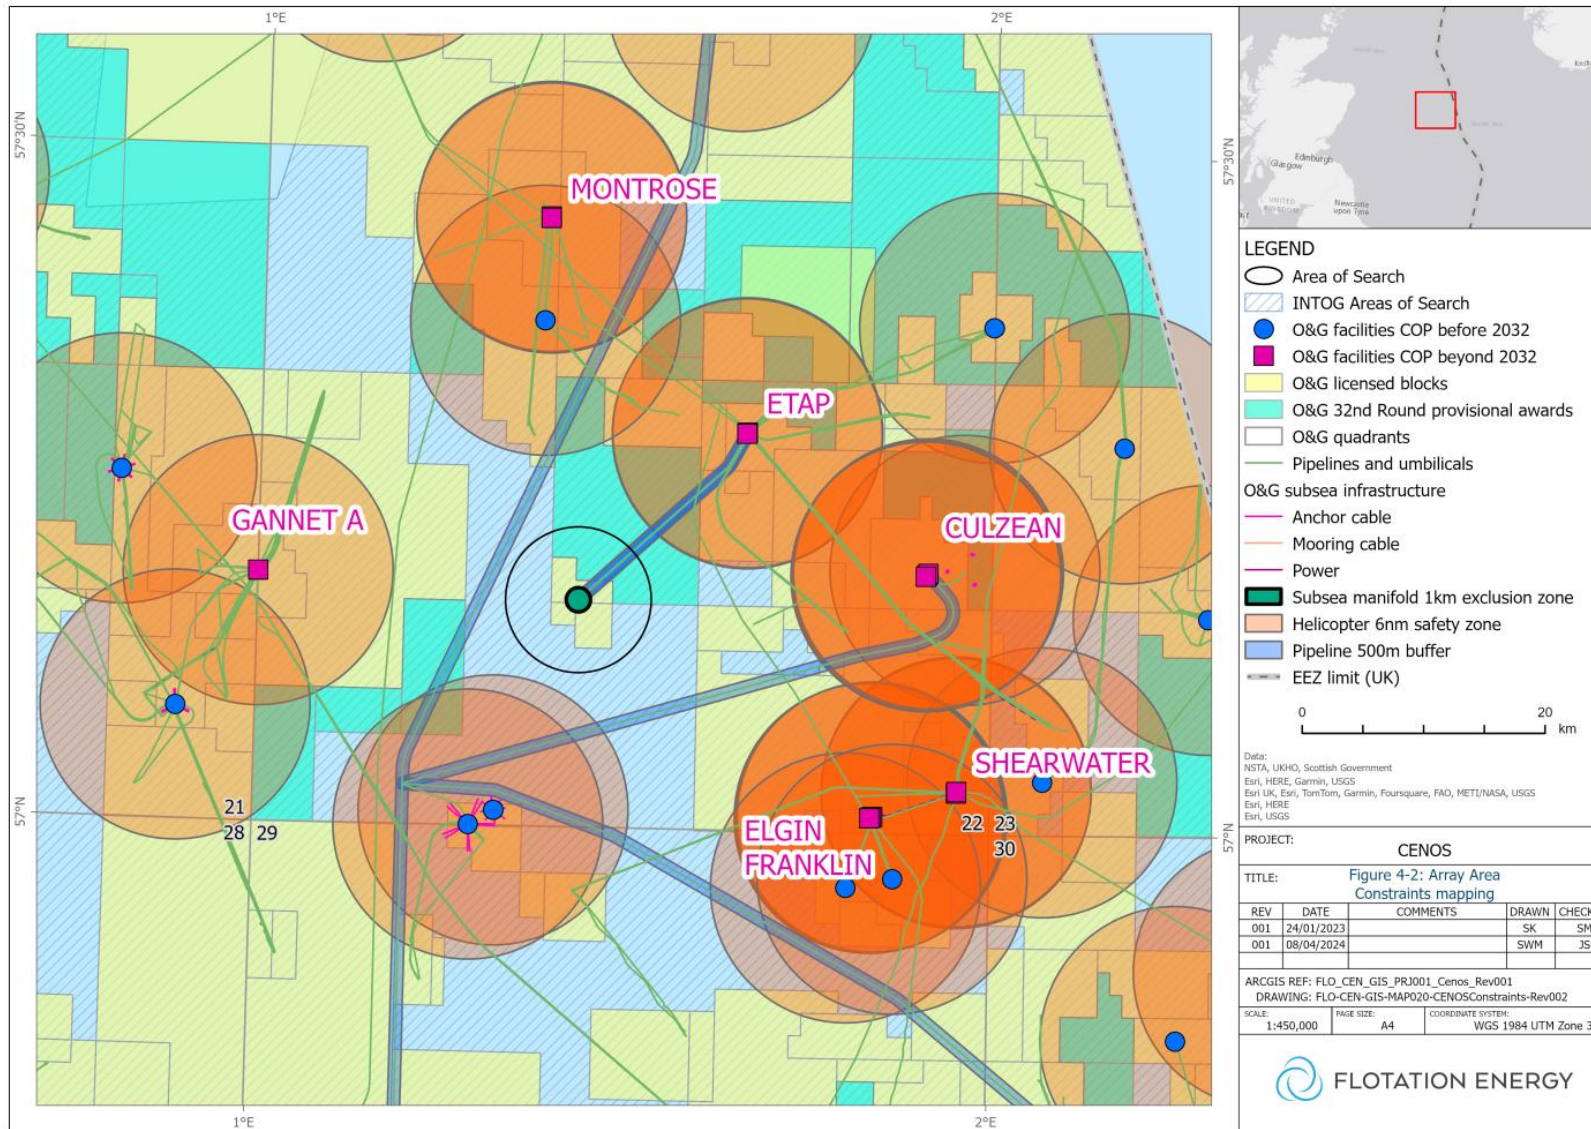 1°E
2°E
57°30'N
57°30'N
MONTROSE
ETAP
GANNET A
CULZEAN
SHEARWATER
ELGIN
FRANKLIN
21
28 29
22 23
30
57°N
57°N
1°E
2°E
Glasgow
Edinburgh
UNITED
KINGDOM
Newcastle
upon Tyne
LEGEND
Area of Search
INTOG Areas of Search
O&G facilities COP before 2032
O&G facilities COP beyond 2032
O&G licensed blocks
O&G 32nd Round provisional awards
O&G quadrants
Pipelines and umbilicals
O&G subsea infrastructure
Anchor cable
Mooring cable
Power
Subsea manifold 1km exclusion zone
Helicopter 6nm safety zone
Pipeline 500m buffer
EEZ limit (UK)
0 20
km
Data:
NSTA, UKHO, Scottish Government
Esri, HERE, Garmin, USGS
Esri UK, Esri, TomTom, Garmin, Foursquare, FAO, METI/NASA, USGS
Esri, HERE
Esri, USGS
PROJECT:
CENOS
TITLE:
Figure 4-2: Array Area
Constraints mapping
REV DATE COMMENTS DRAWN CHECK
001 24/01/2023 SK SM
001 08/04/2024 SWM JS
ARCGIS REF: FLO_CEN_GIS_PRJ001_Cenos_Rev001
DRAWING: FLO-CEN-GIS-MAP020-CENOSConstraints-Rev002
SCALE: PAGE SIZE: COORDINATE SYSTEM:
1:450,000 A4 WGS 1984 UTM Zone 3
FLOTATION ENERGY